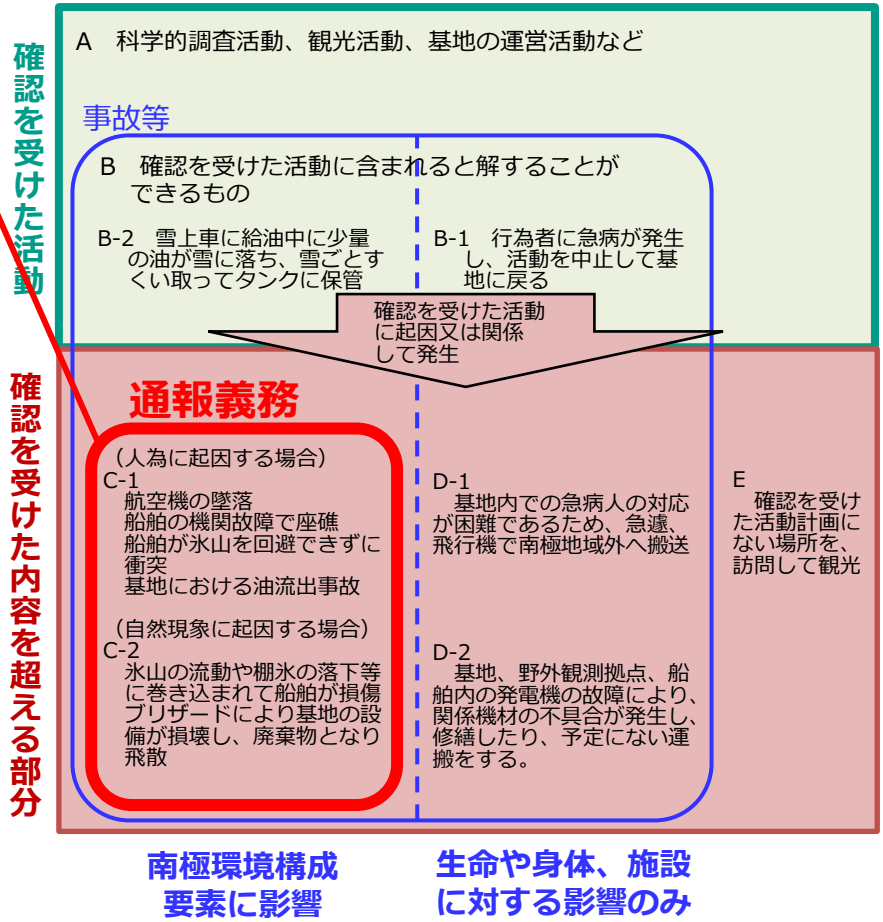 確認を受けた活動
A　科学的調査活動、観光活動、基地の運営活動など
事故等
B　確認を受けた活動に含まれると解することが
できるもの
B-2　雪上車に給油中に少量
の油が雪に落ち、雪ごとす
くい取ってタンクに保管
B-1　行為者に急病が発生
し、活動を中止して基
地に戻る
確認を受けた活動
に起因又は関係
して発生
確認を受けた内容を超える部分
通報義務
（人為に起因する場合）
C-1
航空機の墜落
船舶の機関故障で座礁
船舶が氷山を回避できずに
衝突
基地における油流出事故
（自然現象に起因する場合）
C-2
氷山の流動や棚氷の落下等
に巻き込まれて船舶が損傷
ブリザードにより基地の設
備が損壊し、廃棄物となり
飛散
D-1
基地内での急病人の対応
が困難であるため、急遽、
飛行機で南極地域外へ搬送
D-2
基地、野外観測拠点、船
舶内の発電機の故障により、
関係機材の不具合が発生し、
修繕したり、予定にない運
搬をする。
E
確認を受け
た活動計画に
ない場所を、
訪問して観光
南極環境構成
要素に影響
生命や身体、施設
に対する影響のみ